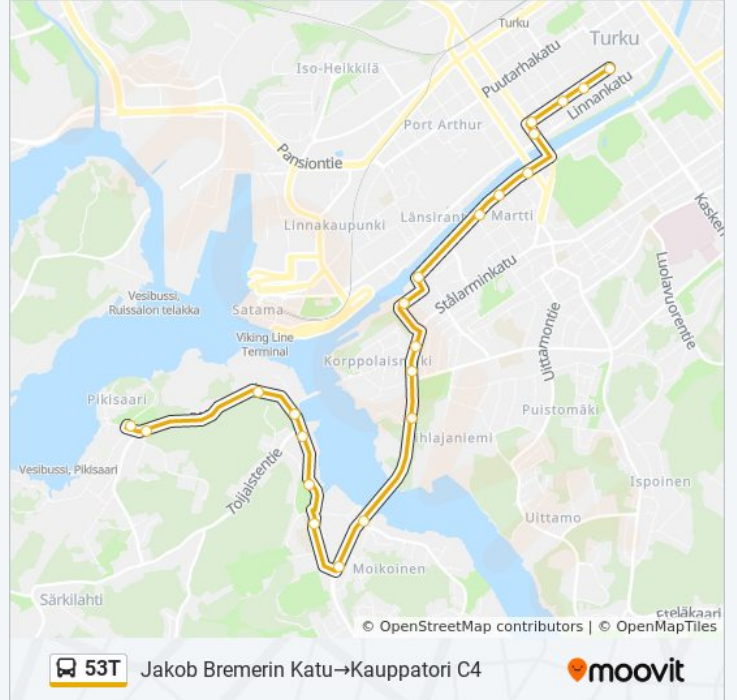 Turku
Turku
Puutarhakatu
Iso-Heikkilä
Linnankatu
Port Arthur
Pansiontie
Kasken
Länsirant
Martti
Linnakaupunki
Luolavuorentie
Stålarminkatu
Vesibussi,
Ruissalon telakka
Satama
Uittamontie
Viking Line
Terminal
Korppolaismäki
Pikisaari
Puistomäki
Ihlajaniemi
Vesibussi, Pikisaari
Toijaistentie
Ispoinen
Uittamo
Moikoinen
Särkilahti
Eteläkaari
© OpenStreetMap contributors | © OpenMapTiles
53T Jakob Bremerin Katu→Kauppatori C4
moovit